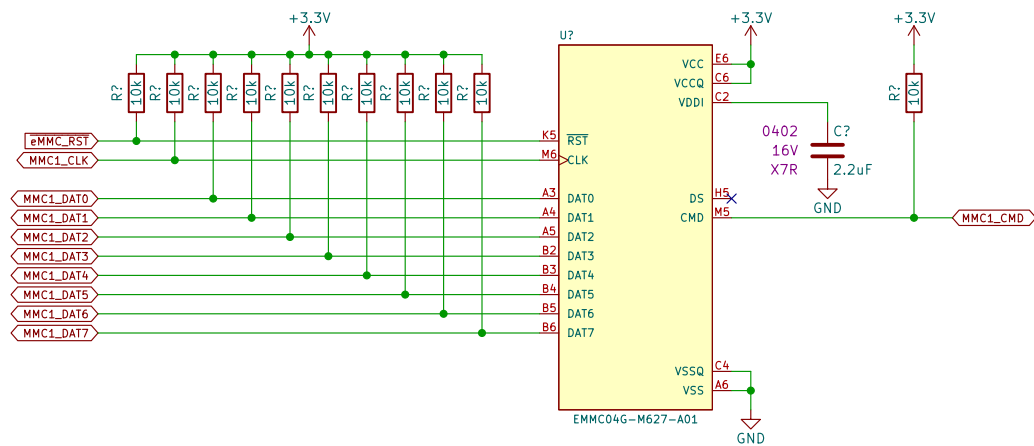 +3.3V
+3.3V
+3.3V
U?
R?
10k
R?
10k
R?
10k
R?
10k
R?
10k
R?
10k
R?
10k
R?
10k
R?
10k
R?
10k
R?
10k
eMMC_RST
MMC1_CLK
MMC1_DAT0
MMC1_DAT1
MMC1_DAT2
MMC1_DAT3
MMC1_DAT4
MMC1_DAT5
MMC1_DAT6
MMC1_DAT7
K5 RST
M6 CLK
A3 DAT0
A4 DAT1
A5 DAT2
B2 DAT3
B3 DAT4
B4 DAT5
B5 DAT6
B6 DAT7
VCC E6
VCCQ C6
VDDI C2
DS H5
CMD M5
VSSQ C4
VSS A6
EMMC04G-M627-A01
0402
16V
X7R
C?
2.2uF
GND
MMC1_CMD
GND